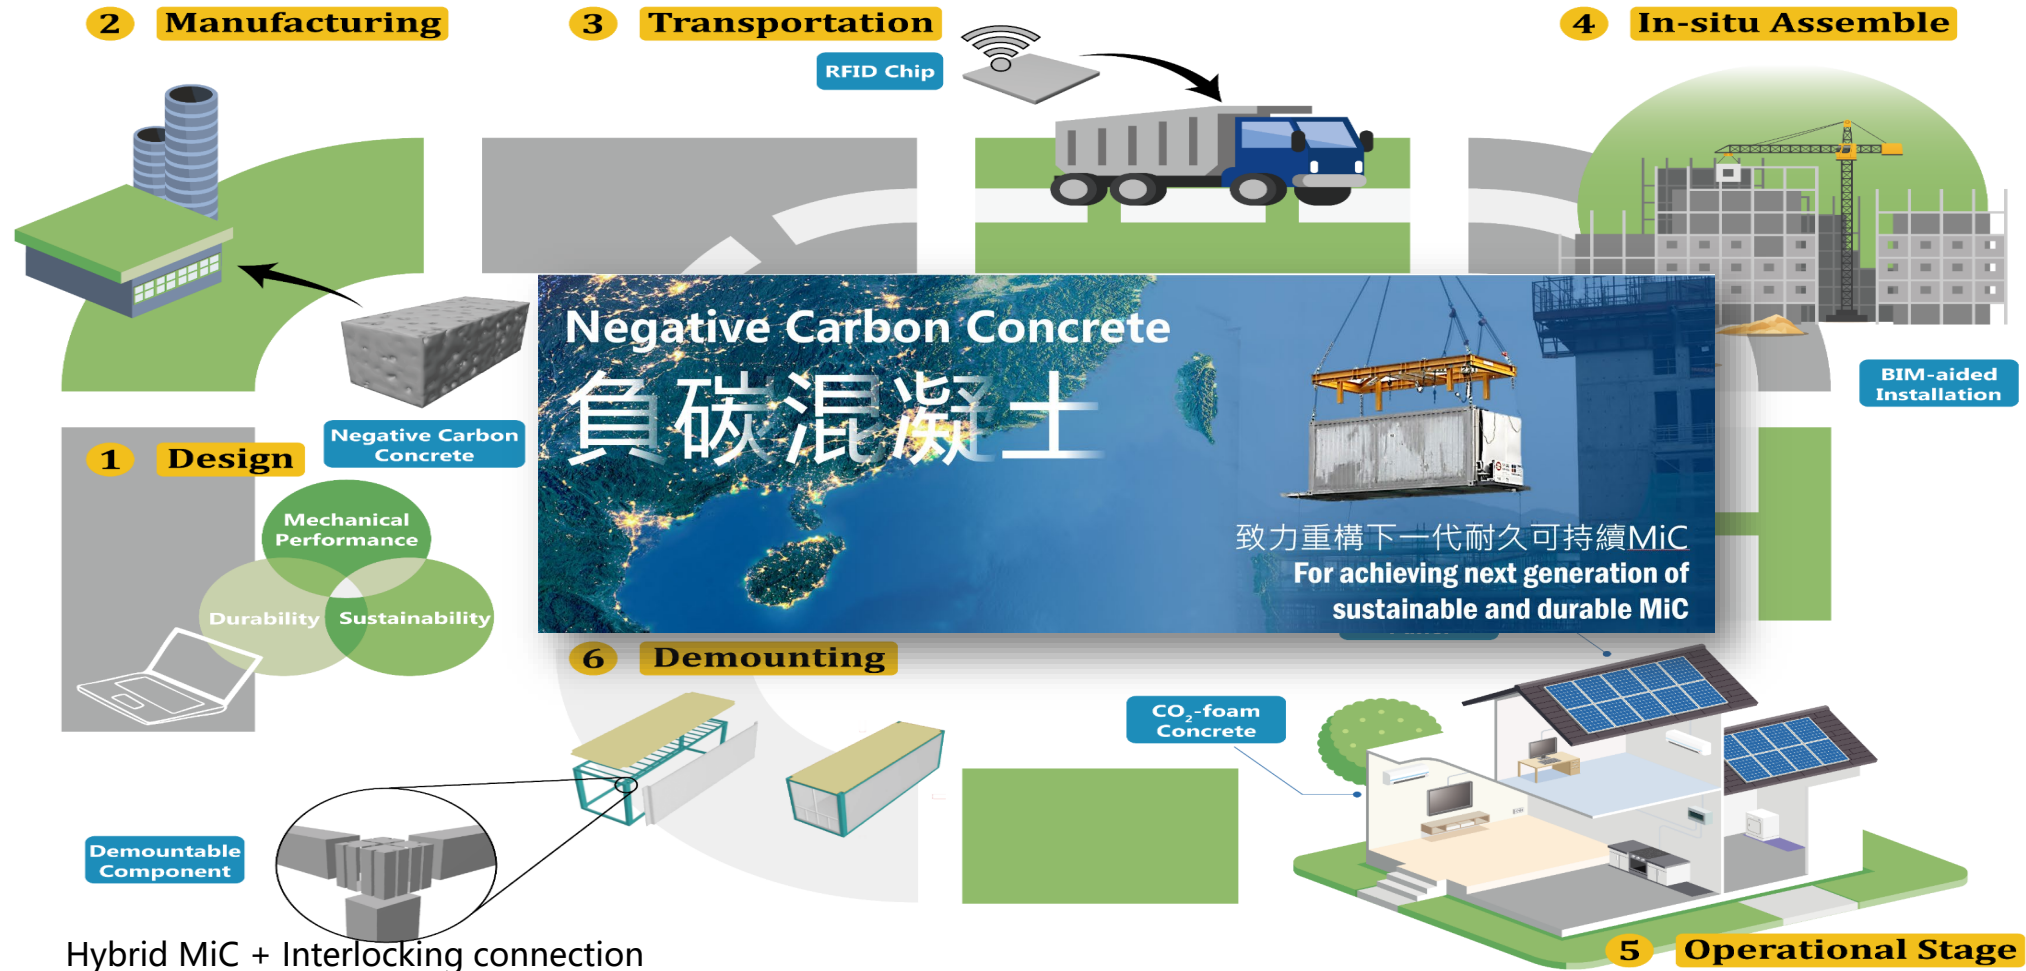 2 Manufacturing
3 Transportation
RFID Chip
4 In-situ Assemble
BIM-aided
Installation
Negative Carbon
Concrete
1 Design
Mechanical
Performance
Durability
Sustainability
Negative Carbon Concrete
負碳混凝土
致力重構下一代耐久可持續MiC
For achieving next generation of
sustainable and durable MiC
6 Demounting
CO₂-foam
Concrete
Demountable
Component
Hybrid MiC + Interlocking connection
5 Operational Stage